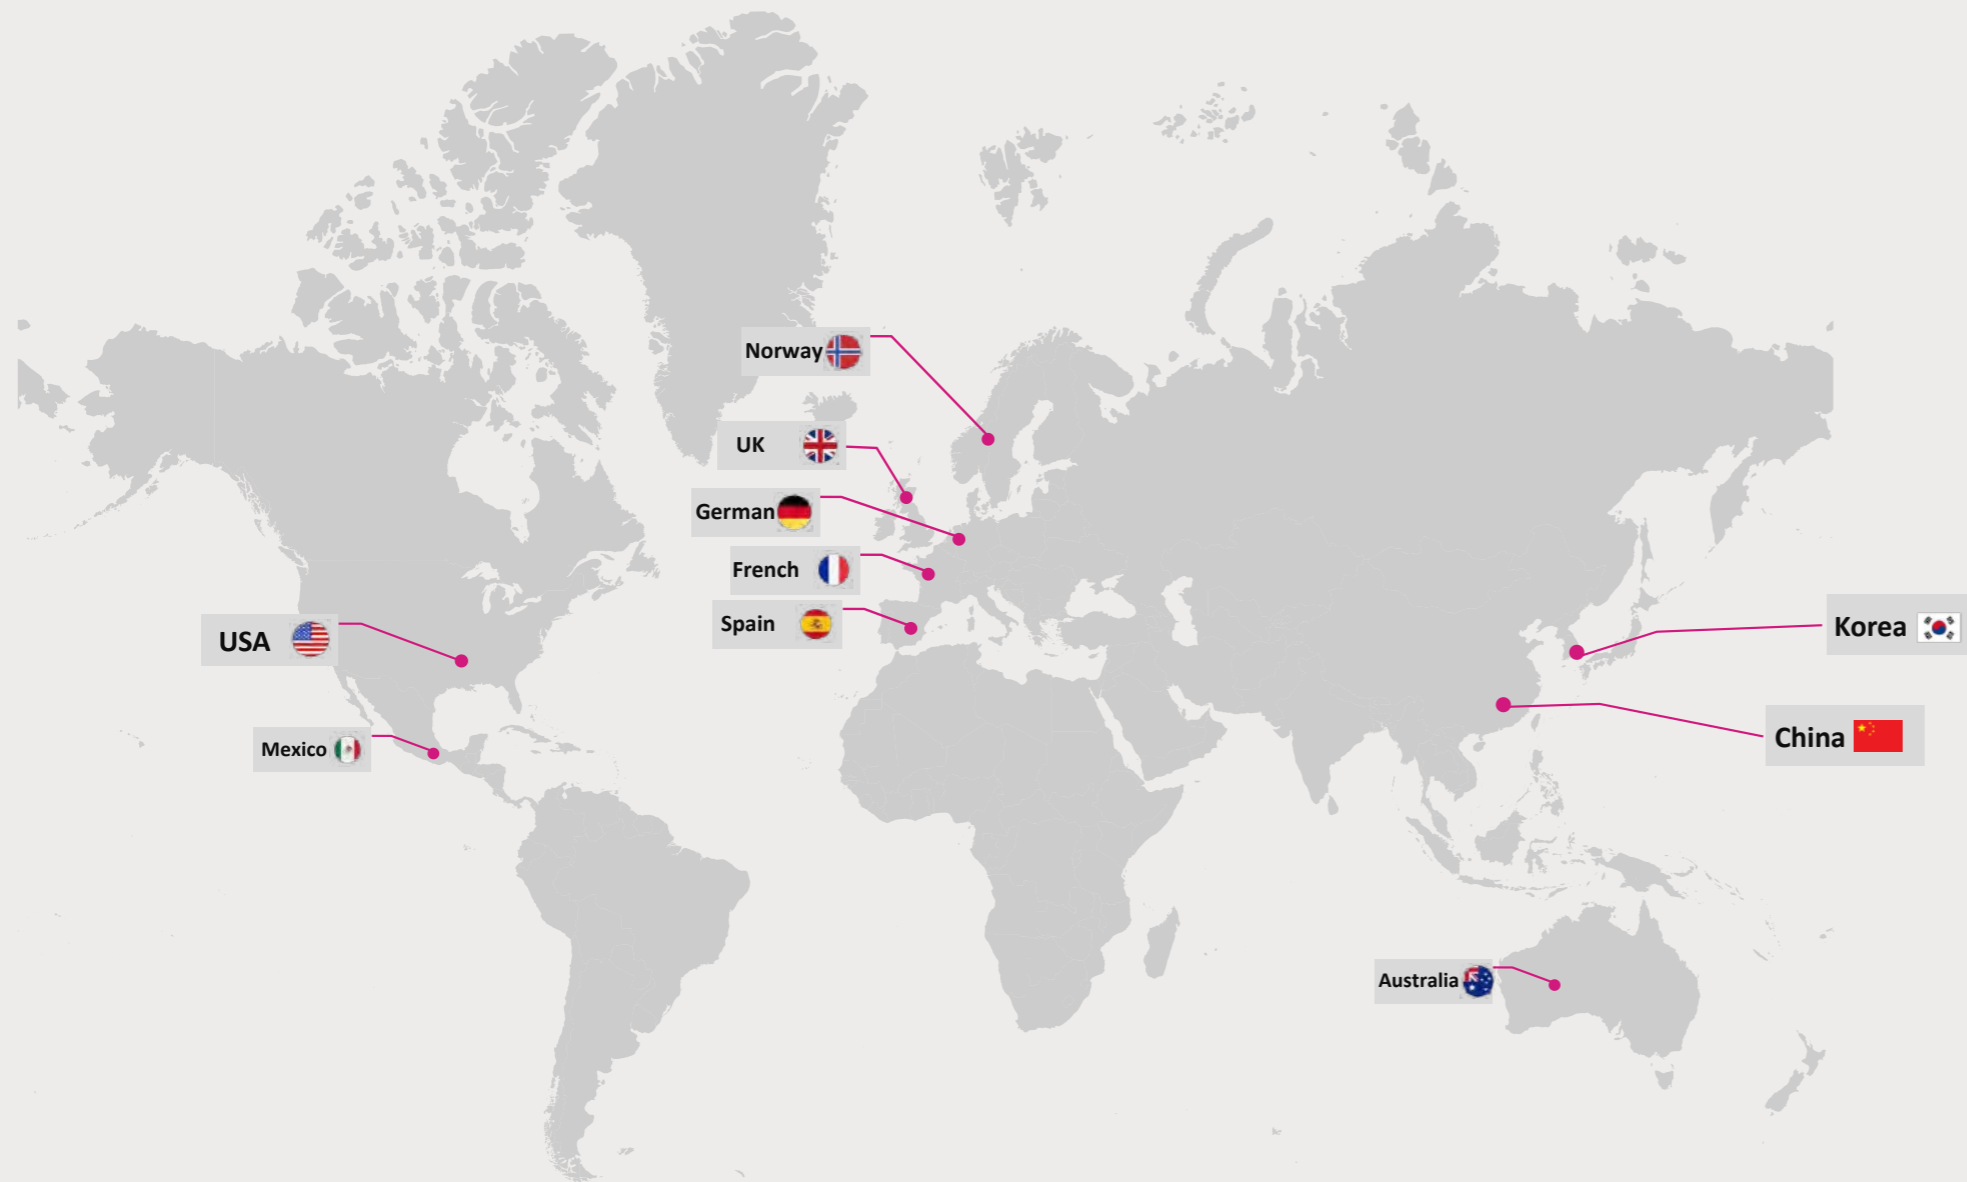 Norway
UK
German
French
Spain
USA
Mexico
Korea
China
Australia